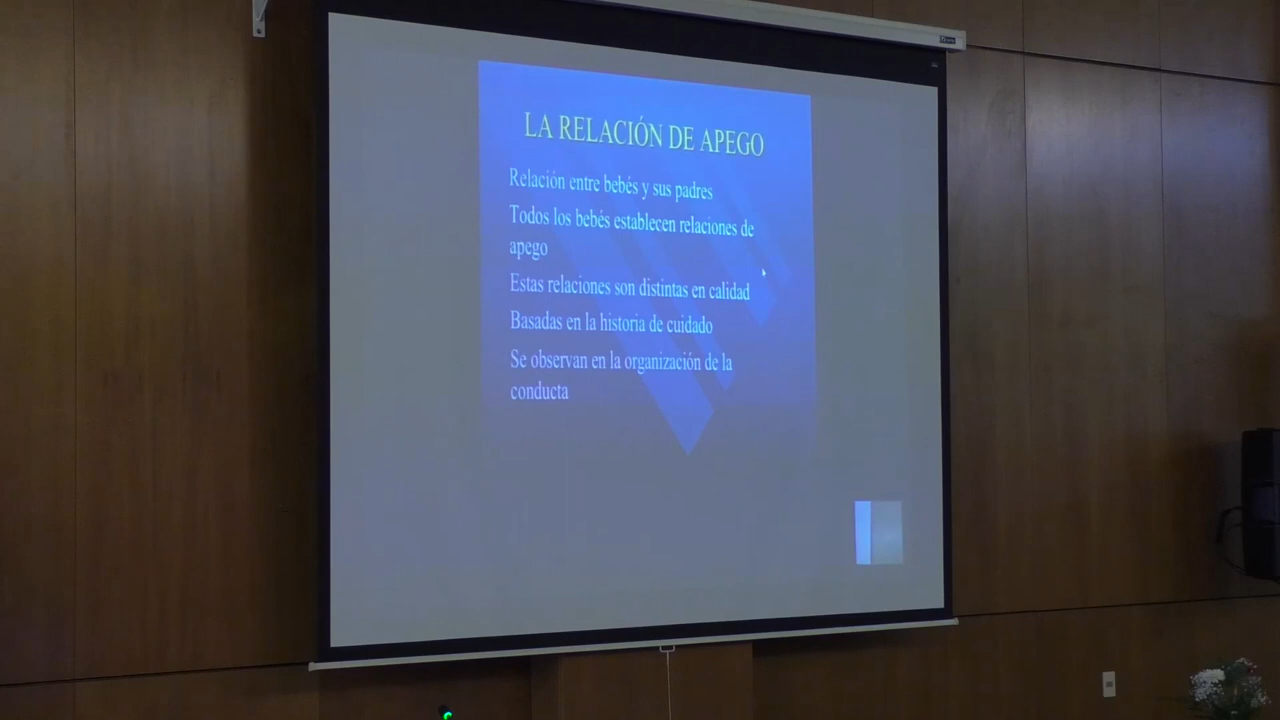 LA RELACIÓN DE APEGO
Relación entre bebés y sus padres
Todos los bebés establecen relaciones de
apego
Estas relaciones son distintas en calidad
Basadas en la historia de cuidado
Se observan en la organización de la
conducta